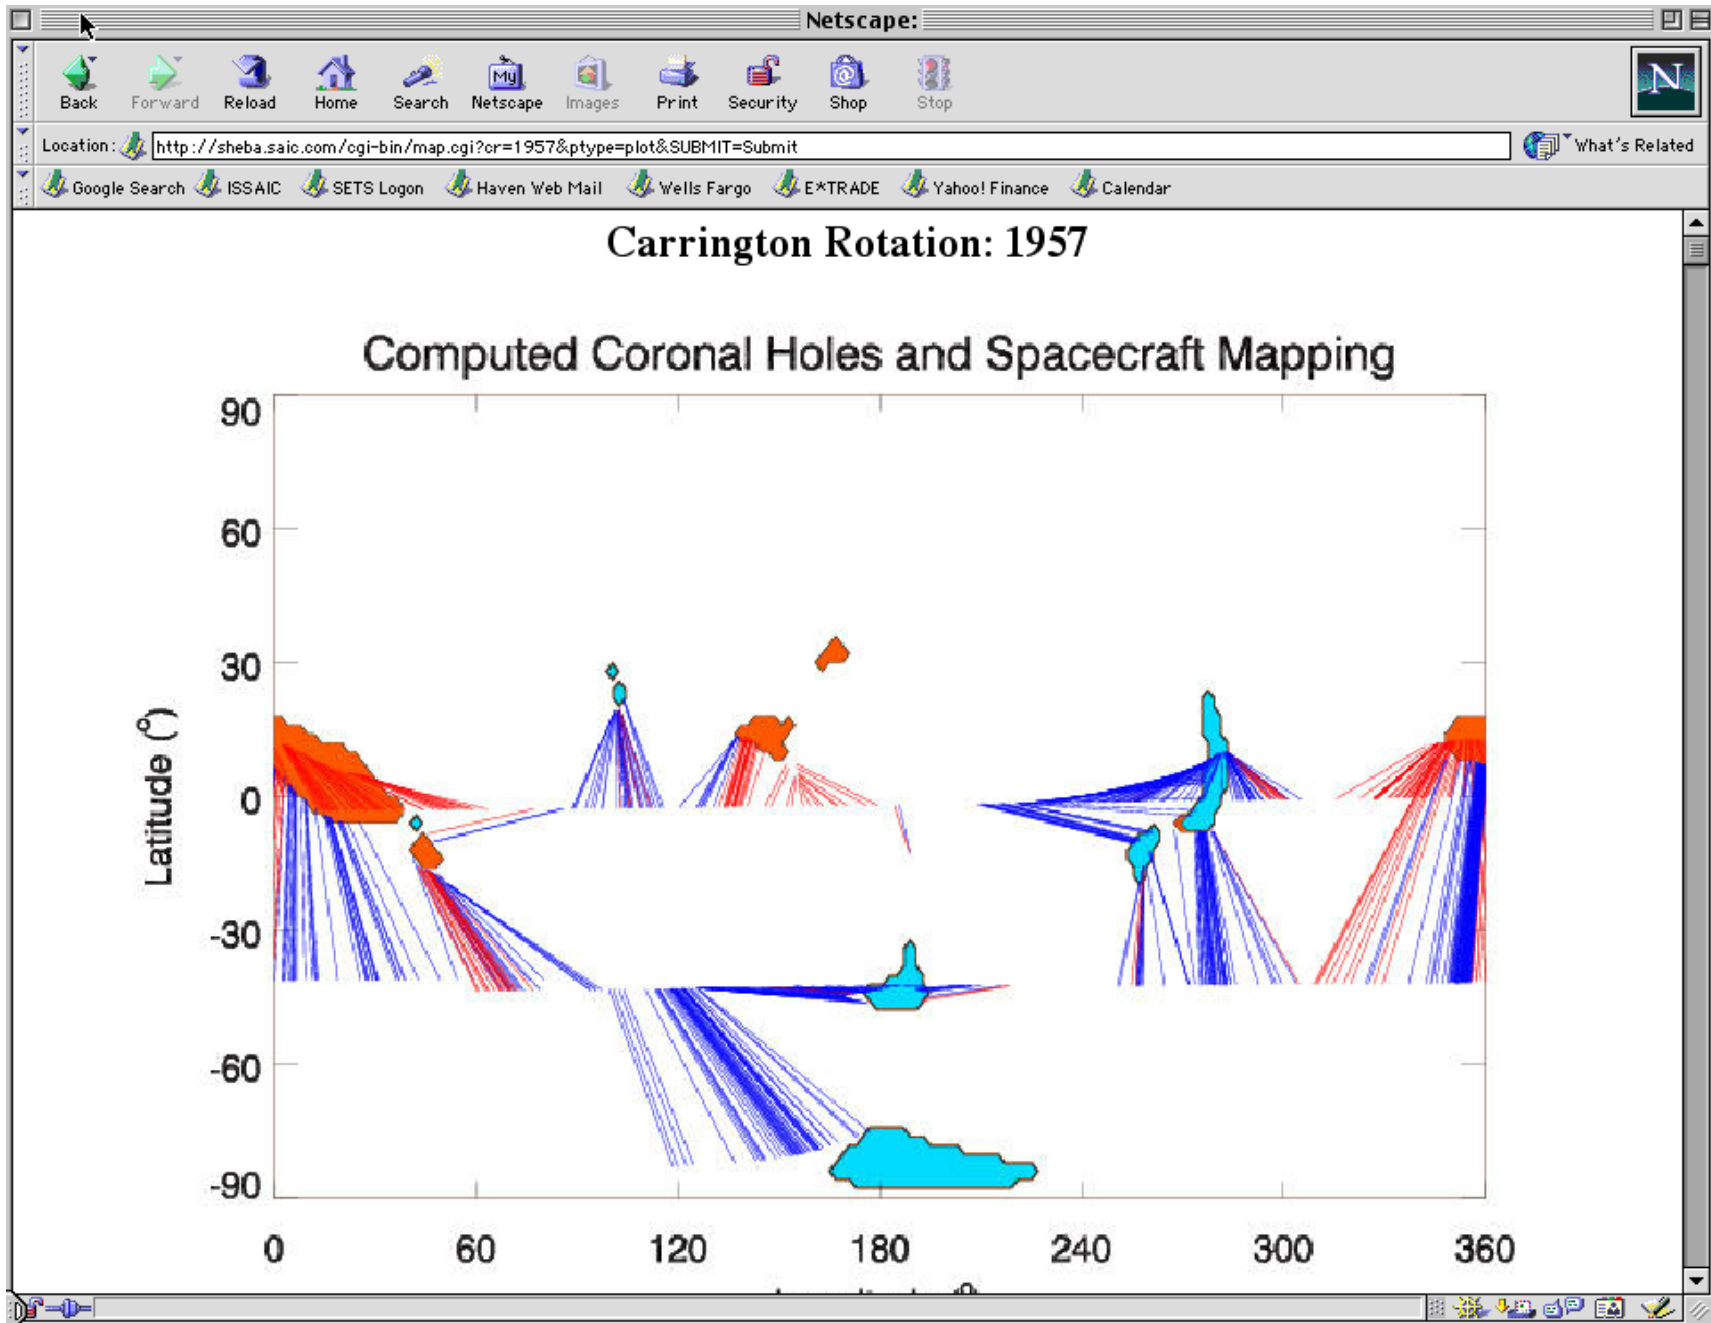 Netscape:
Back Forward Reload Home Search Netscape Images Print Security Shop Stop
My
N
Location: http://sheba.saic.com/cgi-bin/map.cgi?cr=1957&ptype=plot&SUBMIT=Submit What's Related
Google Search ISSAIC SETS Logon Haven Web Mail Wells Fargo E*TRADE Yahoo! Finance Calendar
Carrington Rotation: 1957
Computed Coronal Holes and Spacecraft Mapping
90
60
30
0
-30
-60
-90
Latitude (°)
0 60 120 180 240 300 360